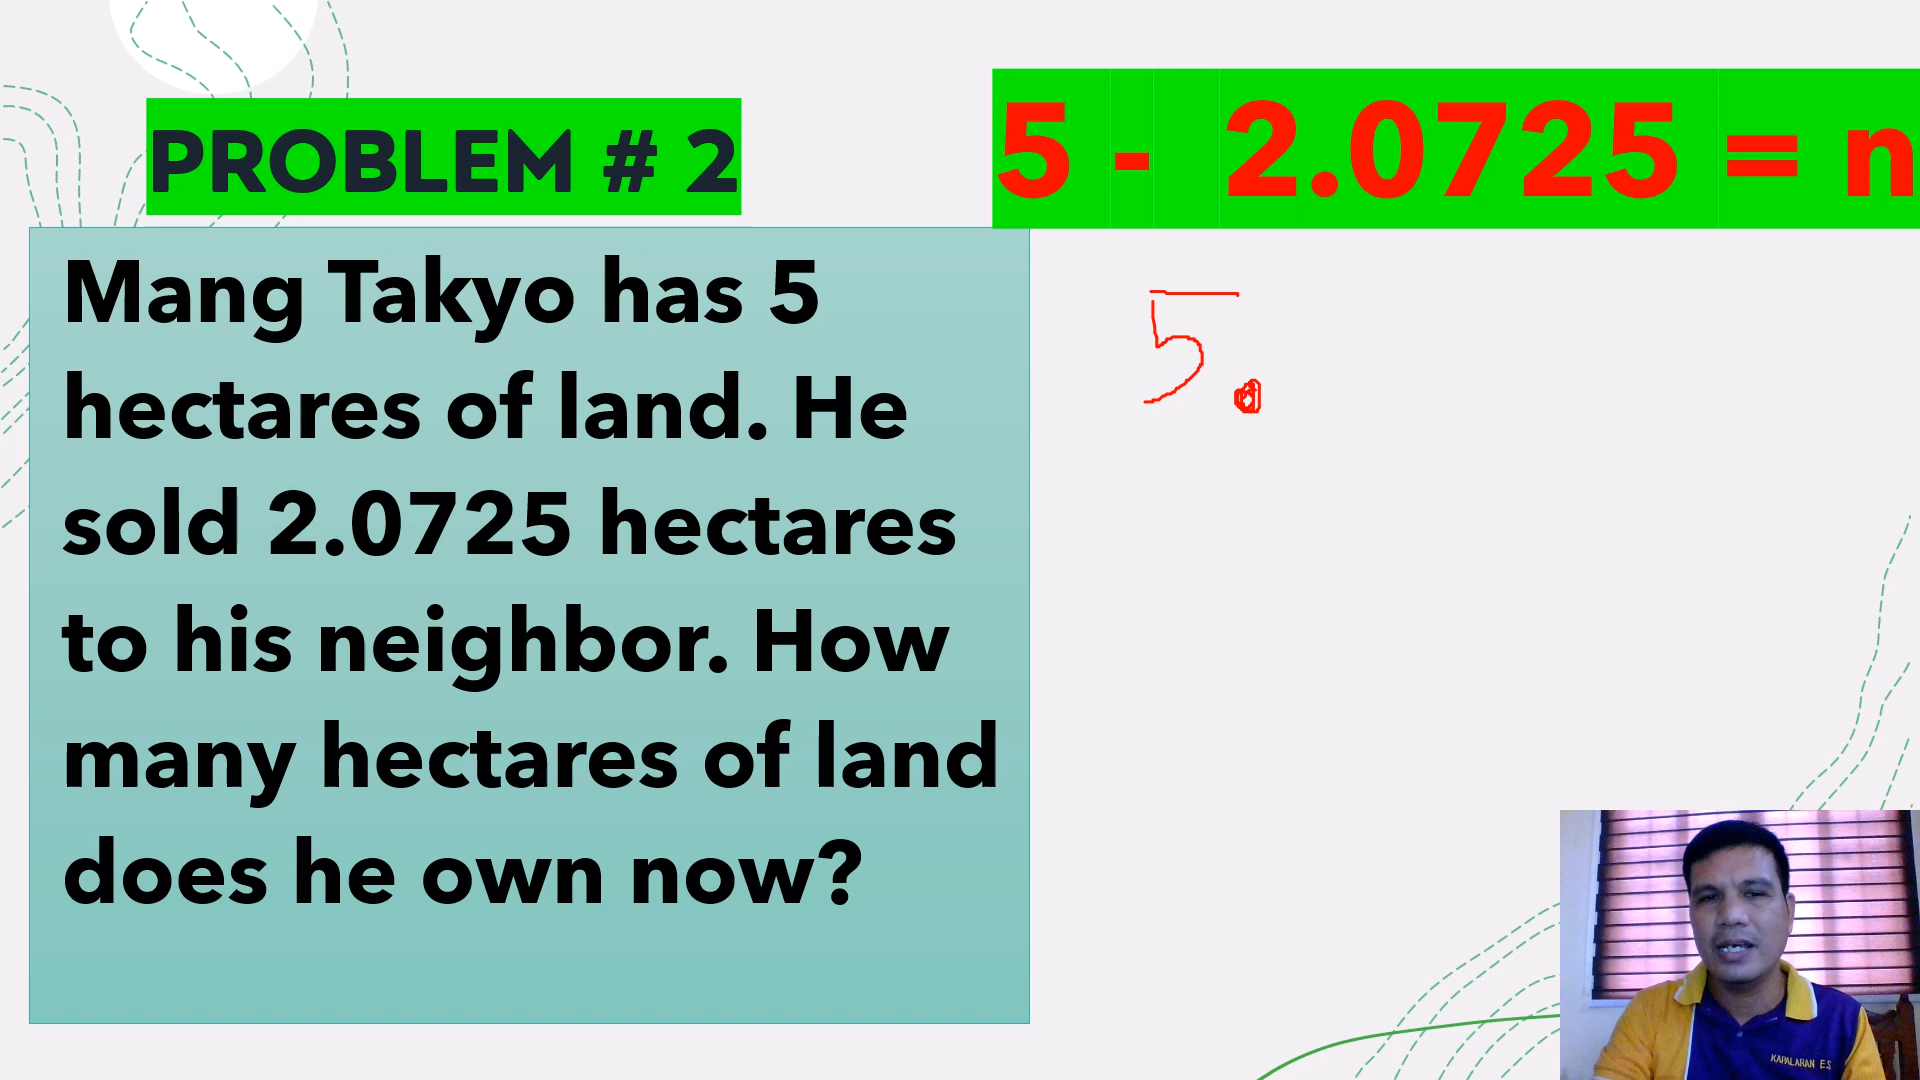 PROBLEM # 2
5 - 2.0725 = n
Mang Takyo has 5
hectares of land. He
sold 2.0725 hectares
to his neighbor. How
many hectares of land
does he own now?
5.
KAPALARAN E.S